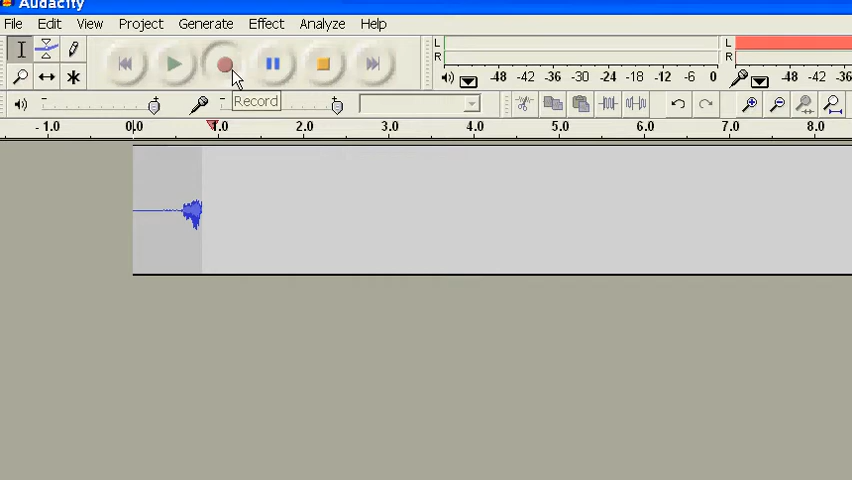 Audacity
File Edit View Project Generate Effect Analyze Help
L
R
-48 -42 -36 -30 -24 -18 -12 -6 0
L
R
-48 -42 -36
Record
- 1.0 0.0 1.0 2.0 3.0 4.0 5.0 6.0 7.0 8.0